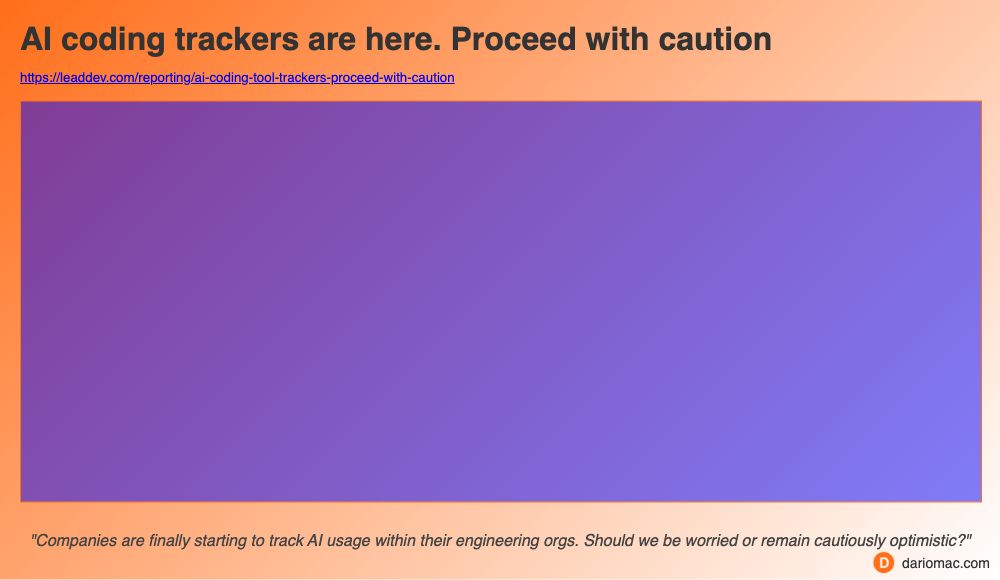 AI coding trackers are here. Proceed with caution
https://leaddev.com/reporting/ai-coding-tool-trackers-proceed-with-caution
"Companies are finally starting to track AI usage within their engineering orgs. Should we be worried or remain cautiously optimistic?"
D dariomac.com